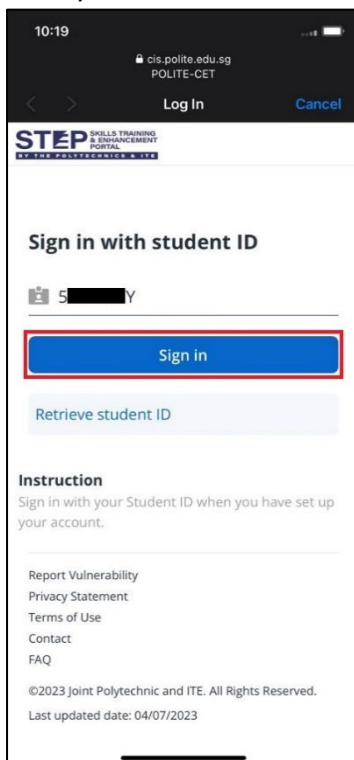 10:19
cis.polite.edu.sg
POLITE-CET
Log In
Cancel
STEP SKILLS TRAINING
& ENHANCEMENT
PORTAL
BY THE POLYTECHNICS & ITE
Sign in with student ID
5 Y
Sign in
Retrieve student ID
Instruction
Sign in with your Student ID when you have set up
your account.
Report Vulnerability
Privacy Statement
Terms of Use
Contact
FAQ
©2023 Joint Polytechnic and ITE. All Rights Reserved.
Last updated date: 04/07/2023